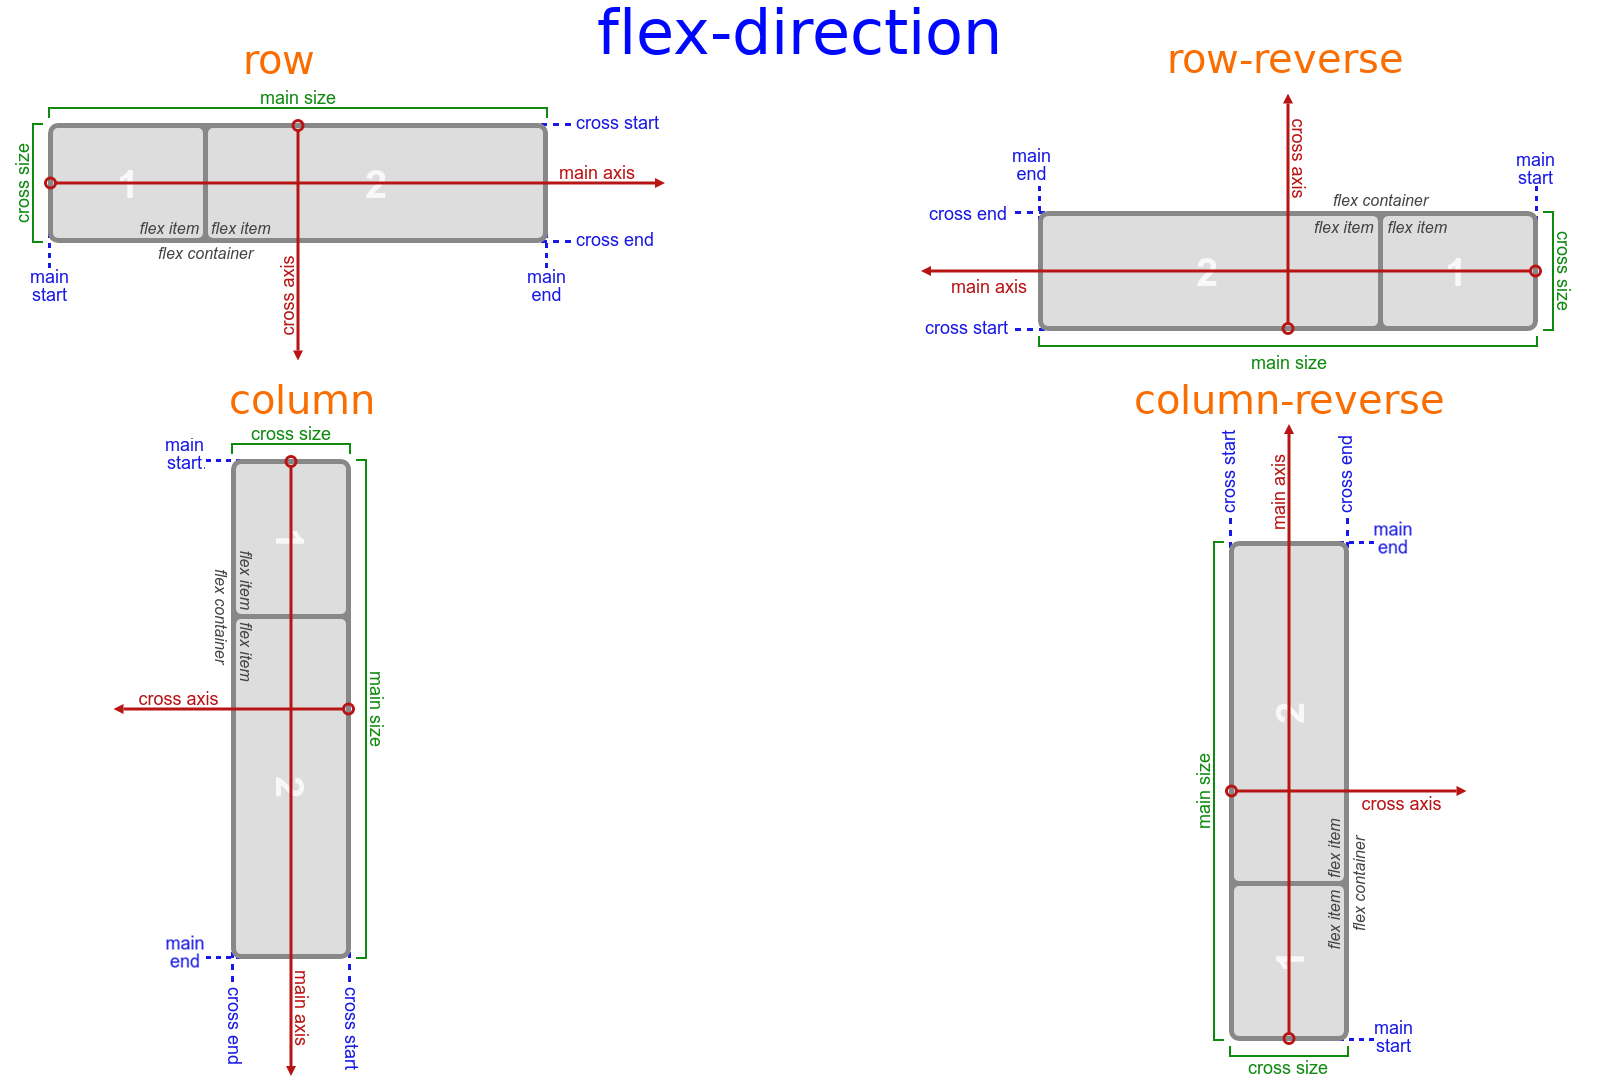 flex-direction
row
main size
cross size
cross start
main axis
1
2
flex item
flex item
flex container
cross end
main
start
cross axis
main
end
row-reverse
cross axis
main
end
main
start
flex container
cross end
flex item
flex item
cross size
2
1
main axis
cross start
main size
column
cross size
main
start
1
flex item
flex container
flex item
cross axis
main size
2
main
end
main axis
cross end
cross start
column-reverse
cross start
main axis
cross end
main
end
2
main size
cross axis
flex item
flex container
flex item
1
main
start
cross size